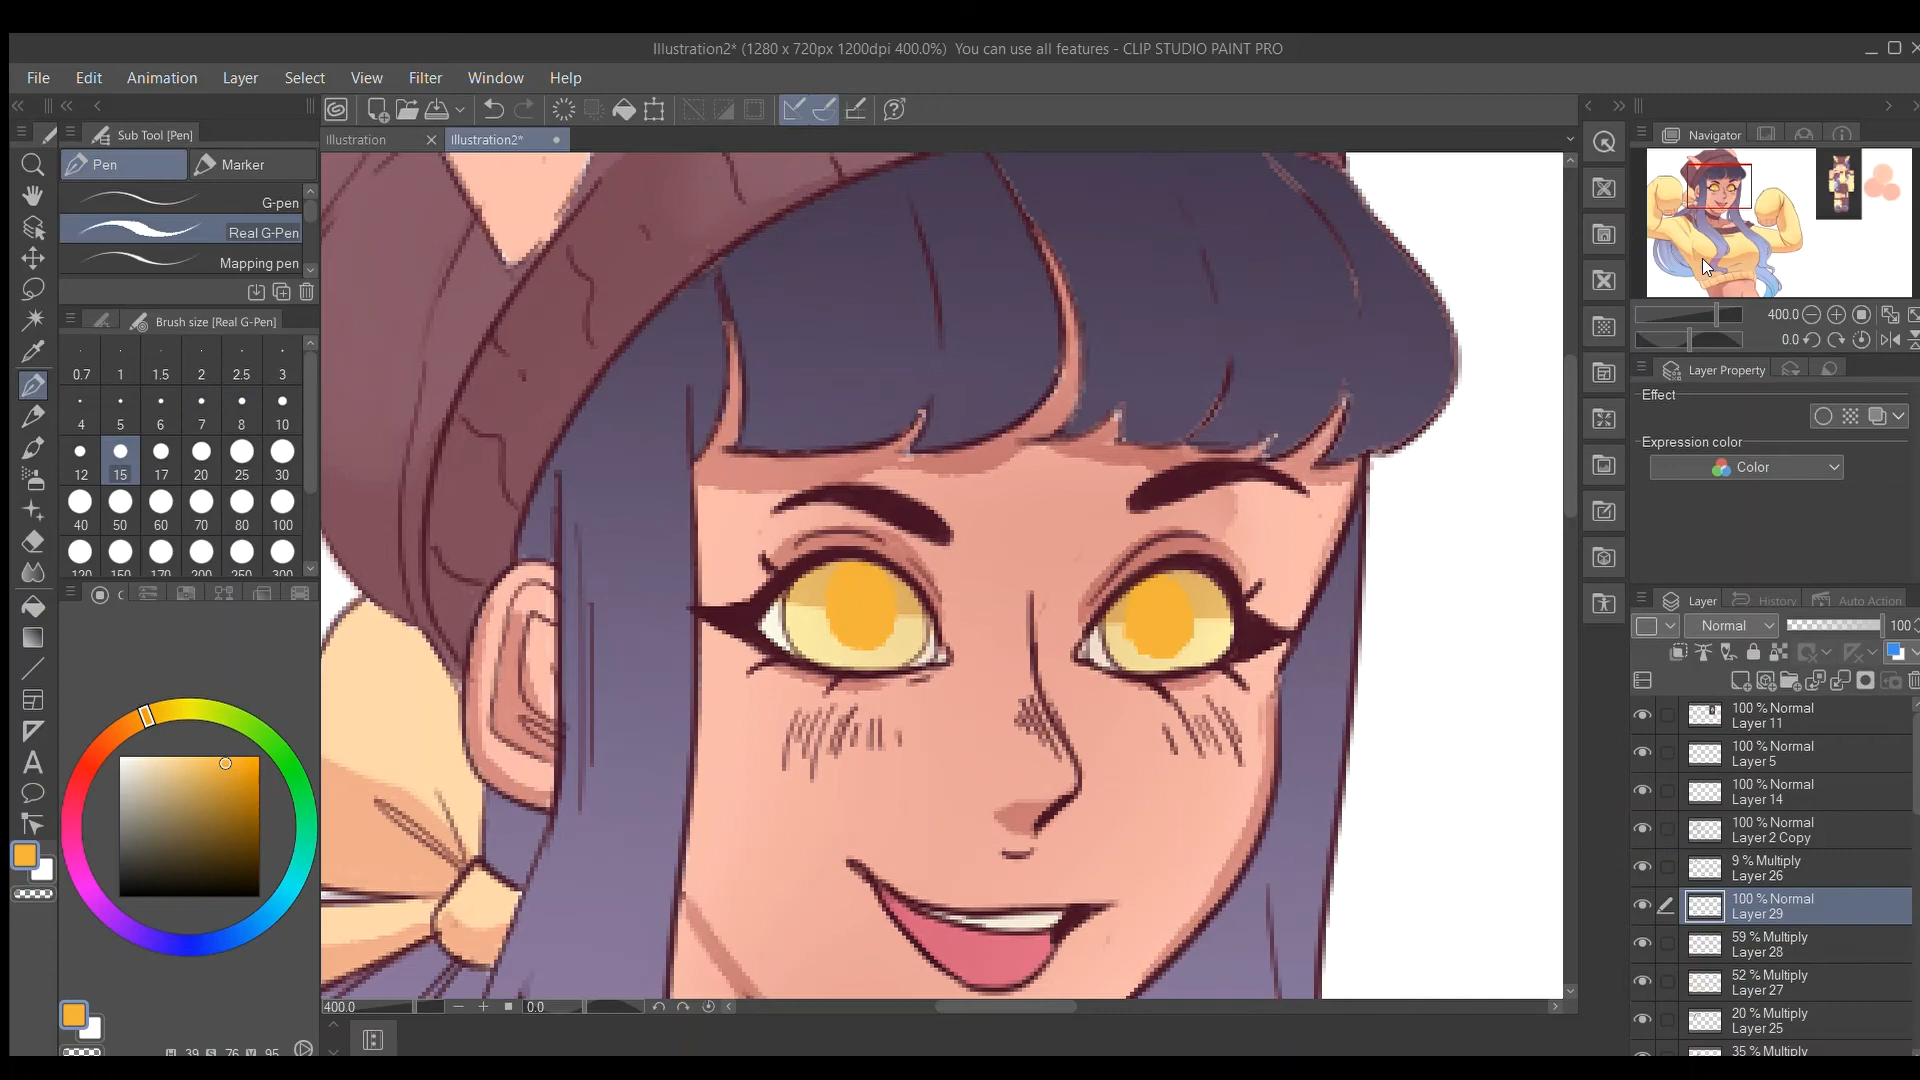 Illustration2* (1280 x 720px 1200dpi 400.0%)  You can use all features - CLIP STUDIO PAINT PRO
File Edit Animation Layer Select View Filter Window Help
Sub Tool [Pen]
Illustration Illustration2*
Navigator
Pen Marker
G-pen
Real G-Pen
Mapping pen
400.0
0.0
Brush size [Real G-Pen]
0.7 1 1.5 2 2.5 3
4 5 6 7 8 10
12 15 17 20 25 30
40 50 60 70 80 100
120 150 170 200 250 300
Layer Property
Effect
Expression color
Color
Layer History Auto Action
Normal 100
100 % Normal
Layer 11
100 % Normal
Layer 5
100 % Normal
Layer 14
100 % Normal
Layer 2 Copy
9 % Multiply
Layer 26
100 % Normal
Layer 29
59 % Multiply
Layer 28
52 % Multiply
Layer 27
20 % Multiply
Layer 25
35 % Multiply
400.0 0.0
H 39 S 76 V 95